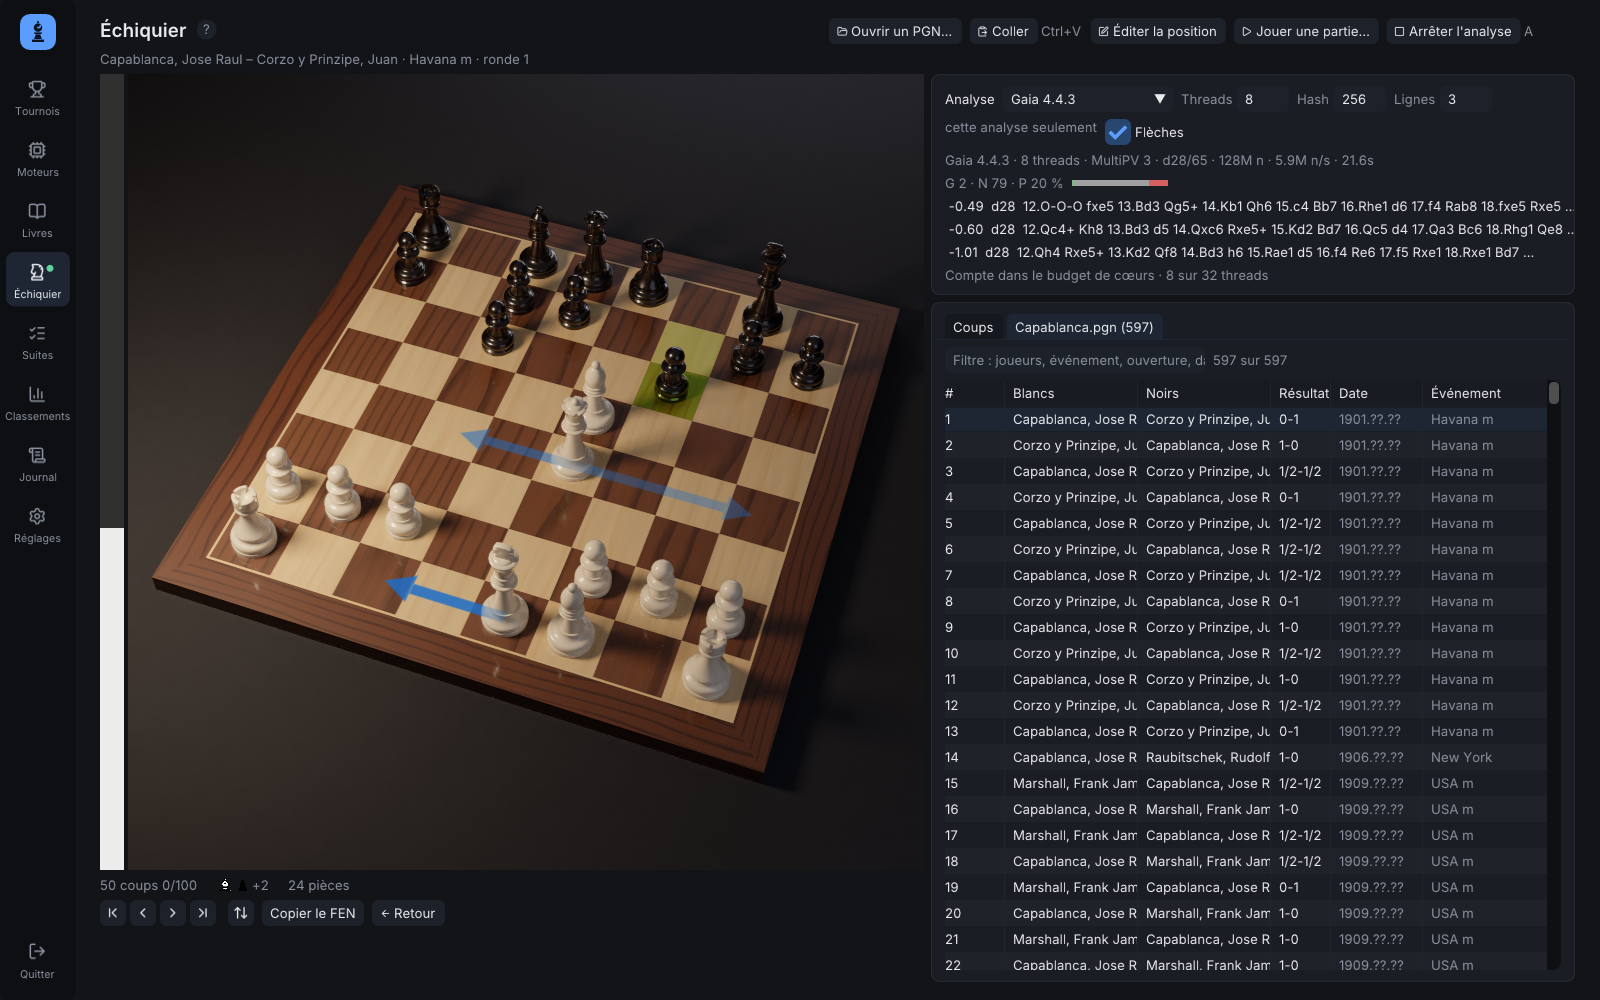 Échiquier ?
Ouvrir un PGN... Coller Ctrl+V Éditer la position Jouer une partie... Arrêter l'analyse A
Capablanca, Jose Raul – Corzo y Prinzipe, Juan · Havana m · ronde 1
Tournois
Moteurs
Livres
Échiquier
Suites
Classements
Journal
Réglages
Quitter
50 coups 0/100 +2 24 pièces
Copier le FEN ← Retour
Analyse Gaia 4.4.3 Threads 8 Hash 256 Lignes 3
cette analyse seulement Flèches
Gaia 4.4.3 · 8 threads · MultiPV 3 · d28/65 · 128M n · 5.9M n/s · 21.6s
G 2 · N 79 · P 20 %
-0.49 d28 12.O-O-O fxe5 13.Bd3 Qg5+ 14.Kb1 Qh6 15.c4 Bb7 16.Rhe1 d6 17.f4 Rab8 18.fxe5 Rxe5 ...
-0.60 d28 12.Qc4+ Kh8 13.Bd3 d5 14.Qxc6 Rxe5+ 15.Kd2 Bd7 16.Qc5 d4 17.Qa3 Bc6 18.Rhg1 Qe8 ...
-1.01 d28 12.Qh4 Rxe5+ 13.Kd2 Qf8 14.Bd3 h6 15.Rae1 d5 16.f4 Re6 17.f5 Rxe1 18.Rxe1 Bd7 ...
Compte dans le budget de cœurs · 8 sur 32 threads
Coups Capablanca.pgn (597)
Filtre : joueurs, événement, ouverture, d 597 sur 597
# Blancs Noirs Résultat Date Événement
1 Capablanca, Jose R Corzo y Prinzipe, Ju 0-1 1901.??.?? Havana m
2 Corzo y Prinzipe, Ju Capablanca, Jose R 1-0 1901.??.?? Havana m
3 Capablanca, Jose R Corzo y Prinzipe, Ju 1/2-1/2 1901.??.?? Havana m
4 Corzo y Prinzipe, Ju Capablanca, Jose R 0-1 1901.??.?? Havana m
5 Capablanca, Jose R Corzo y Prinzipe, Ju 1/2-1/2 1901.??.?? Havana m
6 Corzo y Prinzipe, Ju Capablanca, Jose R 1/2-1/2 1901.??.?? Havana m
7 Capablanca, Jose R Corzo y Prinzipe, Ju 1/2-1/2 1901.??.?? Havana m
8 Corzo y Prinzipe, Ju Capablanca, Jose R 0-1 1901.??.?? Havana m
9 Capablanca, Jose R Corzo y Prinzipe, Ju 1-0 1901.??.?? Havana m
10 Corzo y Prinzipe, Ju Capablanca, Jose R 1/2-1/2 1901.??.?? Havana m
11 Capablanca, Jose R Corzo y Prinzipe, Ju 1-0 1901.??.?? Havana m
12 Corzo y Prinzipe, Ju Capablanca, Jose R 1/2-1/2 1901.??.?? Havana m
13 Capablanca, Jose R Corzo y Prinzipe, Ju 0-1 1901.??.?? Havana m
14 Capablanca, Jose R Raubitschek, Rudolf 1-0 1906.??.?? New York
15 Marshall, Frank Jam Capablanca, Jose R 1/2-1/2 1909.??.?? USA m
16 Capablanca, Jose R Marshall, Frank Jam 1-0 1909.??.?? USA m
17 Marshall, Frank Jam Capablanca, Jose R 1/2-1/2 1909.??.?? USA m
18 Capablanca, Jose R Marshall, Frank Jam 1/2-1/2 1909.??.?? USA m
19 Marshall, Frank Jam Capablanca, Jose R 0-1 1909.??.?? USA m
20 Capablanca, Jose R Marshall, Frank Jam 1-0 1909.??.?? USA m
21 Marshall, Frank Jam Capablanca, Jose R 1-0 1909.??.?? USA m
22 Capablanca, Jose R Marshall, Frank Jam 1-0 1909.??.?? USA m